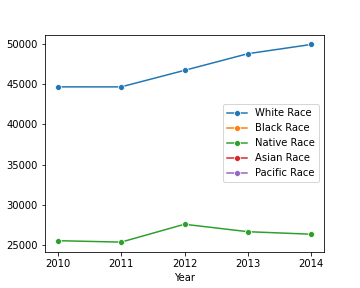 50000
45000
40000
35000
30000
25000
White Race
Black Race
Native Race
Asian Race
Pacific Race
2010 2011 2012 2013 2014
Year